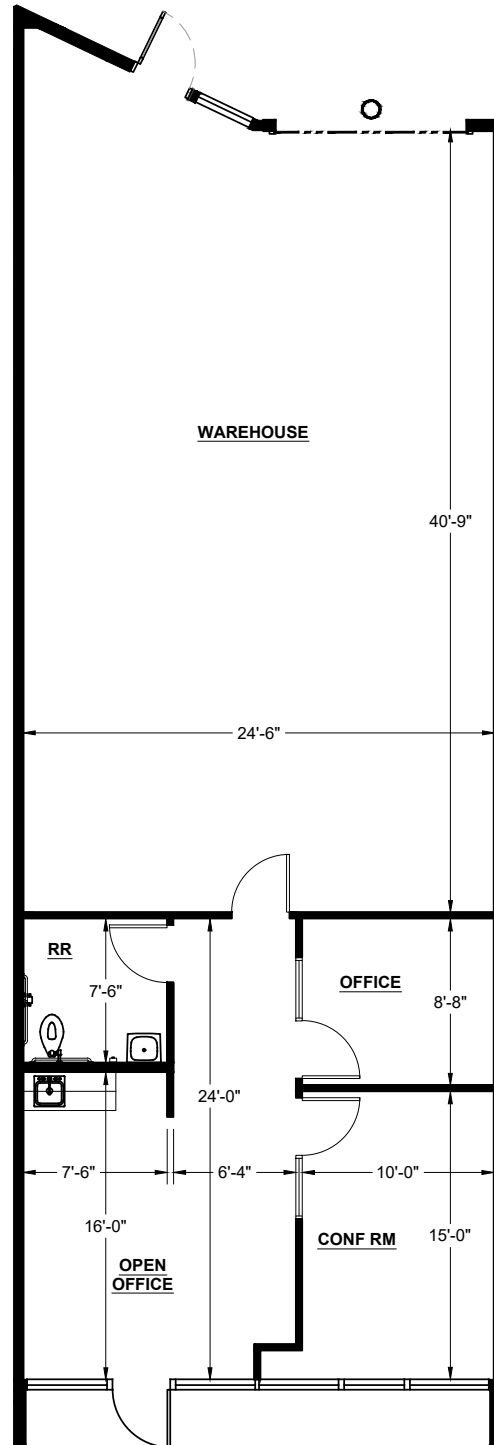 WAREHOUSE
40'-9"
24'-6"
RR
7'-6"
OFFICE
8'-8"
24'-0"
7'-6"
6'-4"
10'-0"
16'-0"
CONF RM
15'-0"
OPEN
OFFICE